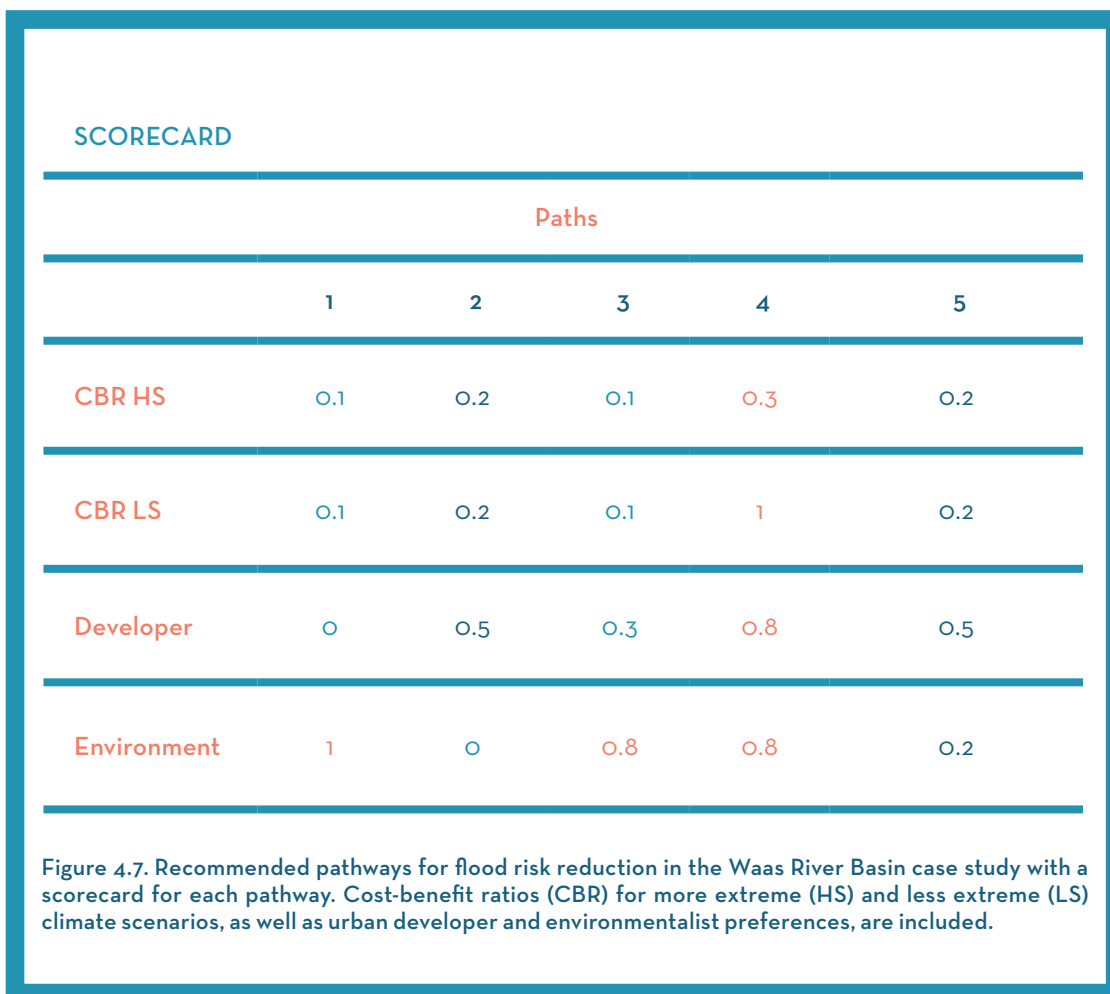 SCORECARD
Paths
1 2 3 4 5
CBR HS 0.1 0.2 0.1 0.3 0.2
CBR LS 0.1 0.2 0.1 1 0.2
Developer 0 0.5 0.3 0.8 0.5
Environment 1 0 0.8 0.8 0.2
Figure 4.7. Recommended pathways for flood risk reduction in the Waas River Basin case study with a
scorecard for each pathway. Cost-benefit ratios (CBR) for more extreme (HS) and less extreme (LS)
climate scenarios, as well as urban developer and environmentalist preferences, are included.